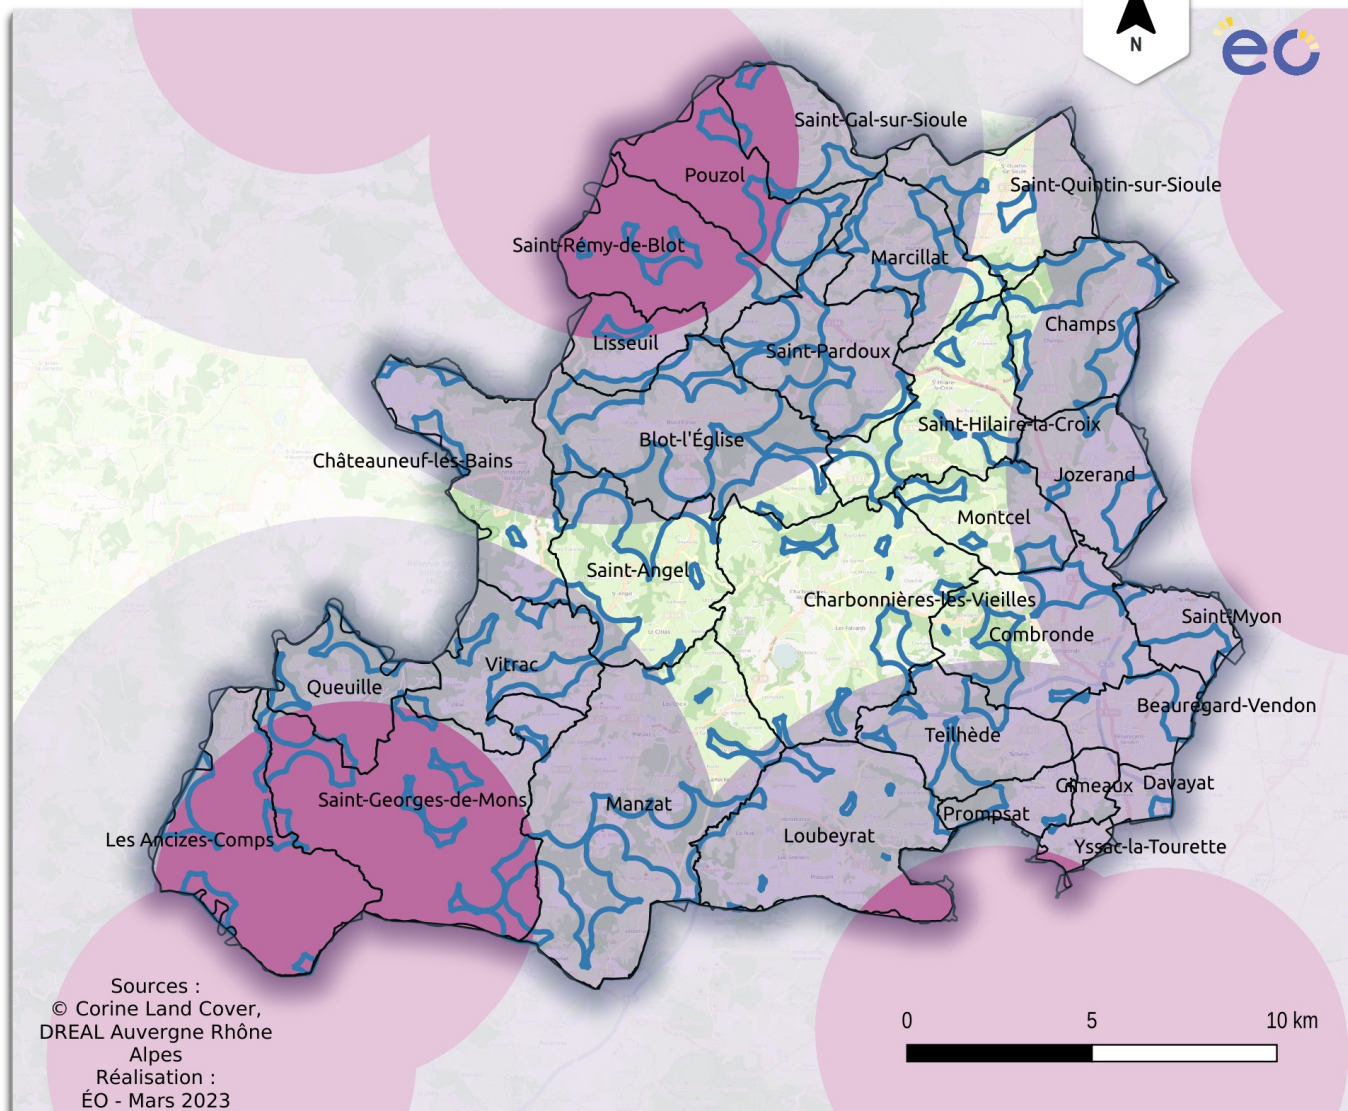 N
éo
Saint-Gal-sur-Sioule
Pouzol
Saint-Quintin-sur-Sioule
Saint-Rémy-de-Blot
Marcillat
Champs
Lisseuil
Saint-Pardoux
Saint-Hilaire-la-Croix
Blot-l'Église
Châteauneuf-les-Bains
Jozerand
Montcel
Saint-Angel
Charbonnières-les-Vieilles
Saint-Myon
Combronde
Vitrac
Queuille
Beauregard-Vendon
Teilhède
Saint-Georges-de-Mons
Manzat
Gimeaux
Davayat
Prompsat
Loubeyrat
Les Ancizes-Comps
Yssac-la-Tourette
Sources :
© Corine Land Cover,
DREAL Auvergne Rhône
Alpes
Réalisation :
ÉO - Mars 2023
0 5 10 km